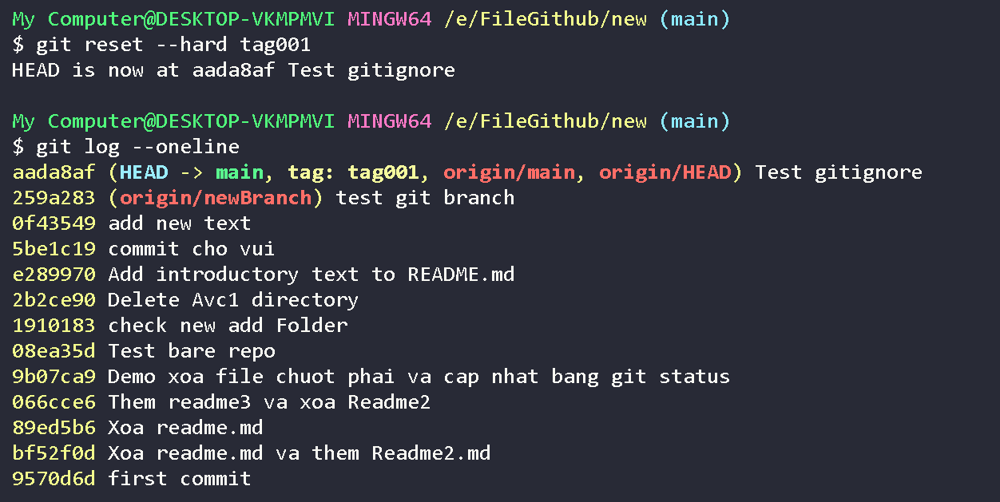 My Computer@DESKTOP-VKMPMVI MINGW64 /e/FileGithub/new (main)
$ git reset --hard tag001
HEAD is now at aada8af Test gitignore
My Computer@DESKTOP-VKMPMVI MINGW64 /e/FileGithub/new (main)
$ git log --oneline
aada8af (HEAD -> main, tag: tag001, origin/main, origin/HEAD) Test gitignore
259a283 (origin/newBranch) test git branch
0f43549 add new text
5be1c19 commit cho vui
e289970 Add introductory text to README.md
2b2ce90 Delete Avc1 directory
1910183 check new add Folder
08ea35d Test bare repo
9b07ca9 Demo xoa file chuot phai va cap nhat bang git status
066cce6 Them readme3 va xoa Readme2
89ed5b6 Xoa readme.md
bf52f0d Xoa readme.md va them Readme2.md
9570d6d first commit